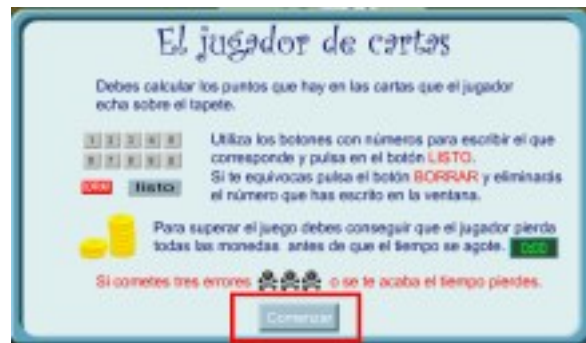 El jugador de cartas
Debes calcular los puntos que hay en las cartas que el jugador
echa sobre el tapete.
Utiliza los botones con números para escribir el que
corresponde y pulsa en el botón LISTO.
listo
Si te equivocas pulsa el botón BORRAR y eliminarás
el número que has escrito en la ventana.
Para superar el juego debes conseguir que el jugador pierda
todas las monedas antes de que el tiempo se agote. 0:00
Si cometes tres errores o se te acaba el tiempo pierdes.
Comenzar